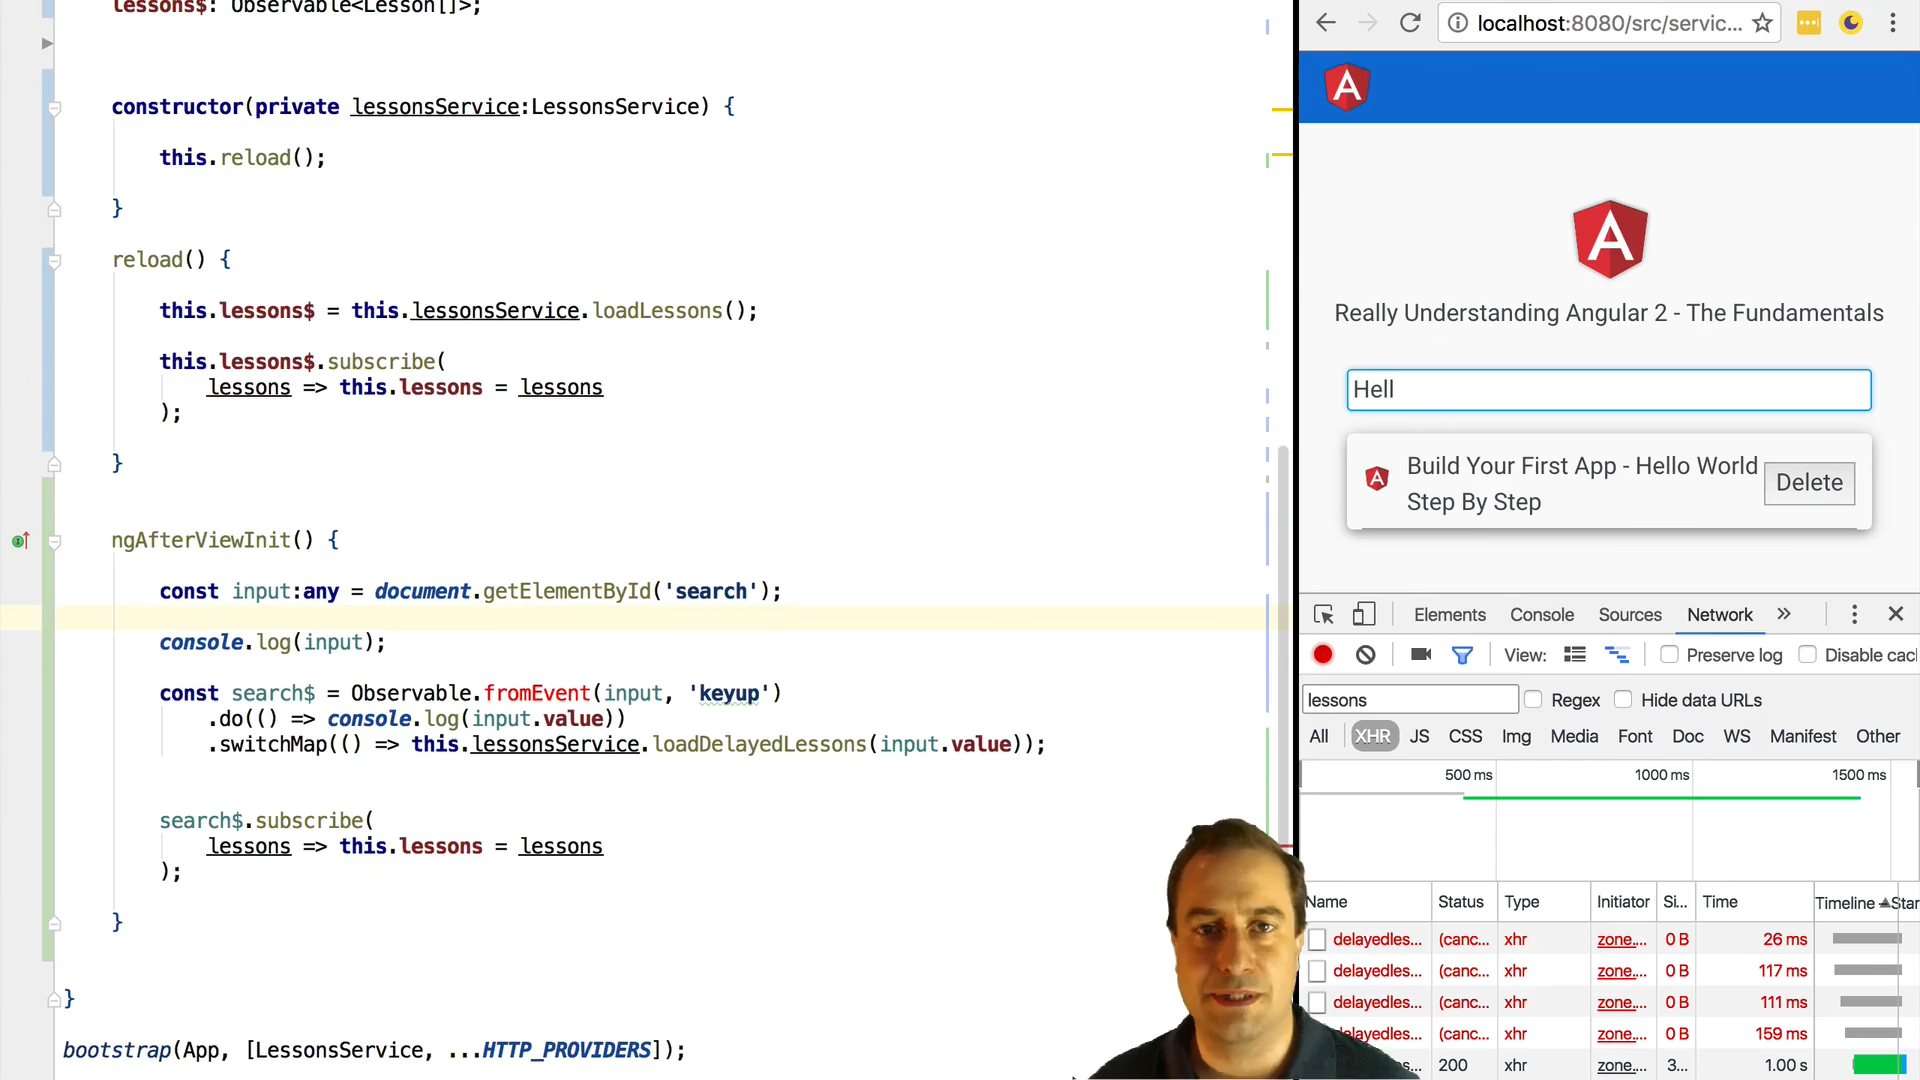 lessons$: Observable<Lesson[]>;
constructor(private lessonsService:LessonsService) {
this.reload();
}
reload() {
this.lessons$ = this.lessonsService.loadLessons();
this.lessons$.subscribe(
lessons => this.lessons = lessons
);
}
ngAfterViewInit() {
const input:any = document.getElementById('search');
console.log(input);
const search$ = Observable.fromEvent(input, 'keyup')
.do(() => console.log(input.value))
.switchMap(() => this.lessonsService.loadDelayedLessons(input.value));
search$.subscribe(
lessons => this.lessons = lessons
);
}
}
bootstrap(App, [LessonsService, ...HTTP_PROVIDERS]);
localhost:8080/src/servic...
Really Understanding Angular 2 - The Fundamentals
Hell
Build Your First App - Hello World
Step By Step
Delete
Elements Console Sources Network »
View: Preserve log Disable cacl
lessons Regex Hide data URLs
All XHR JS CSS Img Media Font Doc WS Manifest Other
500 ms 1000 ms 1500 ms
Name Status Type Initiator Si... Time Timeline Star
delayedles... (canc... xhr zone.... 0 B 26 ms
delayedles... (canc... xhr zone.... 0 B 117 ms
delayedles... (canc... xhr zone.... 0 B 111 ms
elayedles... (canc... xhr zone.... 0 B 159 ms
es... 200 xhr zone.... 3... 1.00 s